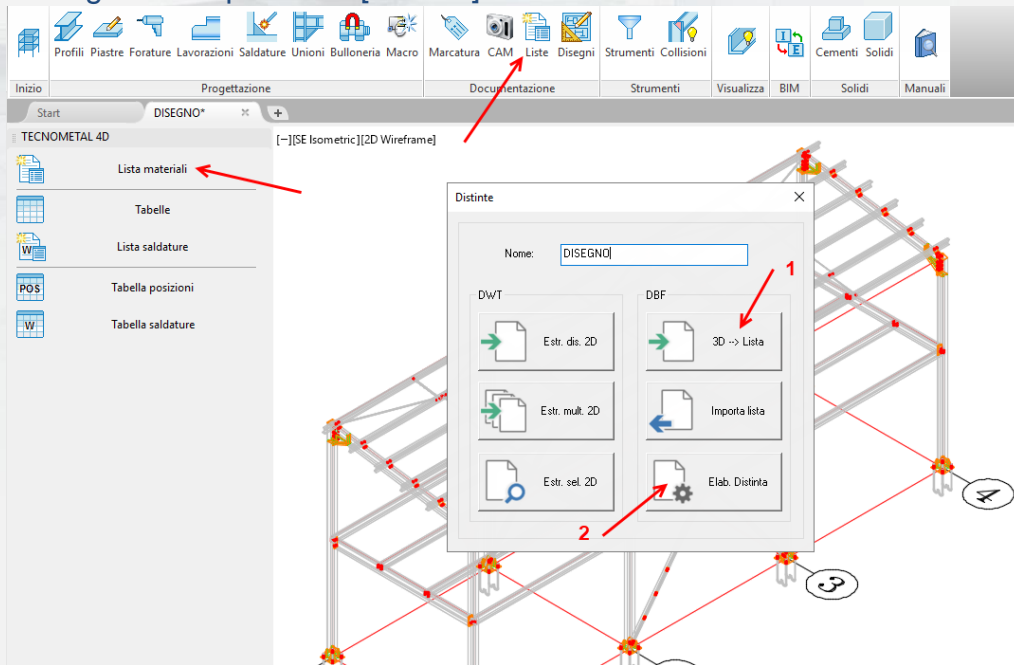 Profili Piastre Forature Lavorazioni Saldature Unioni Bulloneria Macro Marcatura CAM Liste Disegni Strumenti Collisioni I E Cementi Solidi
Inizio Progettazione Documentazione Strumenti Visualizza BIM Solidi Manuali
Start DISEGNO*
TECNOMETAL 4D
[−][SE Isometric][2D Wireframe]
Lista materiali
Tabelle
W Lista saldature
POS Tabella posizioni
W Tabella saldature
Distinte
Nome: DISEGNO
1
DWT DBF
Estr. dis. 2D 3D --> Lista
Estr. mult. 2D Importa lista
Estr. sel. 2D Elab. Distinta
2
4
3